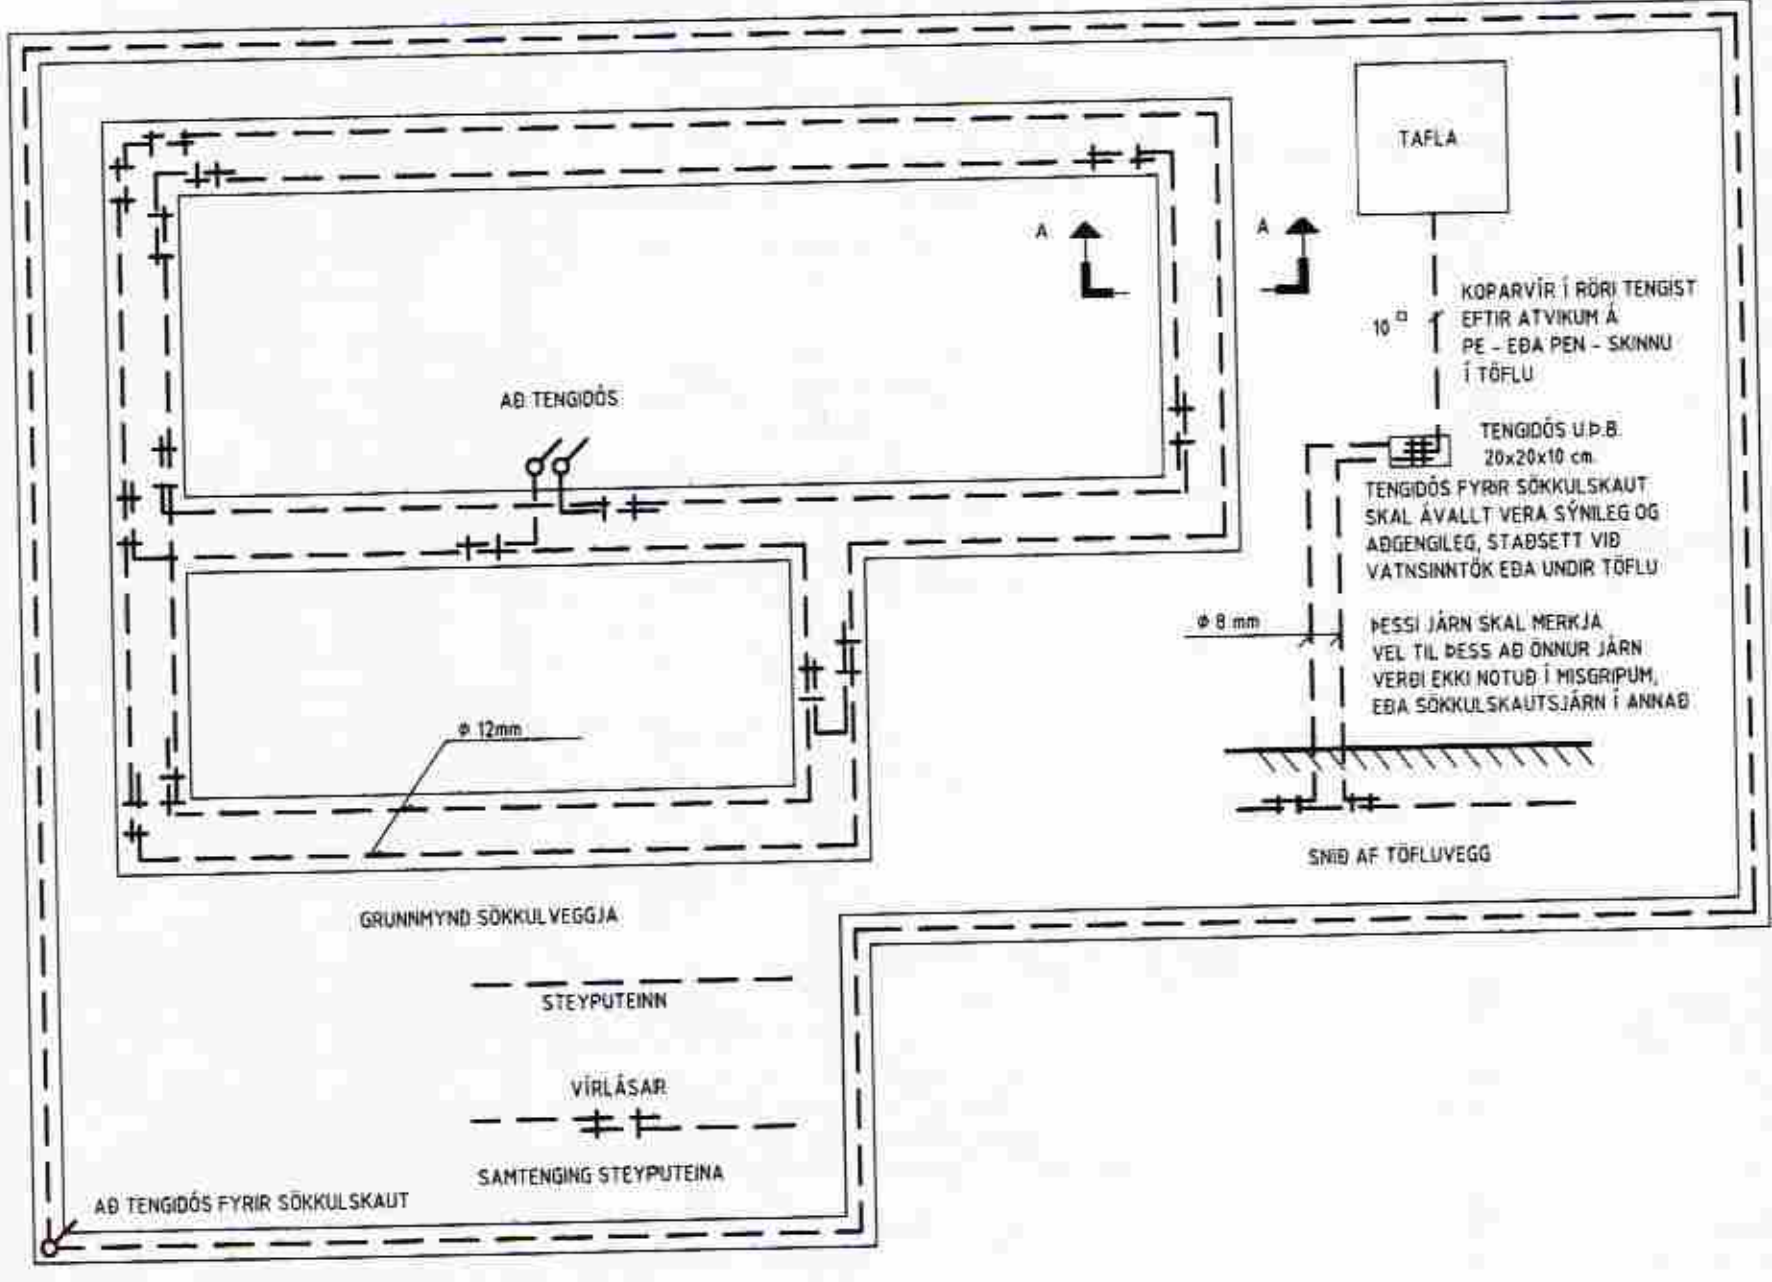 TAFLA
A
A
KOPARVÍR Í RÖRI TENGIST
10 □
EFTIR ATVIKUM Á
PE - EÐA PEN - SKINNU
Í TÖFLU
AÐ TENGIDÓS
TENGIDÓS U.Þ.B.
20x20x10 cm.
TENGIDÓS FYRIR SÖKKULSKAUT
SKAL ÁVALLT VERA SÝNILEG OG
AÐGENGILEG, STAÐSETT VIÐ
VATNSINNTÖK EÐA UNDIR TÖFLU
Φ 8 mm
ÞESSI JÁRN SKAL MERKJA
VEL TIL ÞESS AÐ ÖNNUR JÁRN
VERÐI EKKI NOTUÐ Í MISGRIPUM,
EÐA SÖKKULSKAUTSJÁRN Í ANNAÐ
Φ 12mm
SNIÐ AF TÖFLUVEGG
GRUNNMYND SÖKKULVEGGJA
STEYPUTEINN
VÍRLÁSAR
SAMTENGING STEYPUTEINA
AÐ TENGIDÓS FYRIR SÖKKULSKAUT